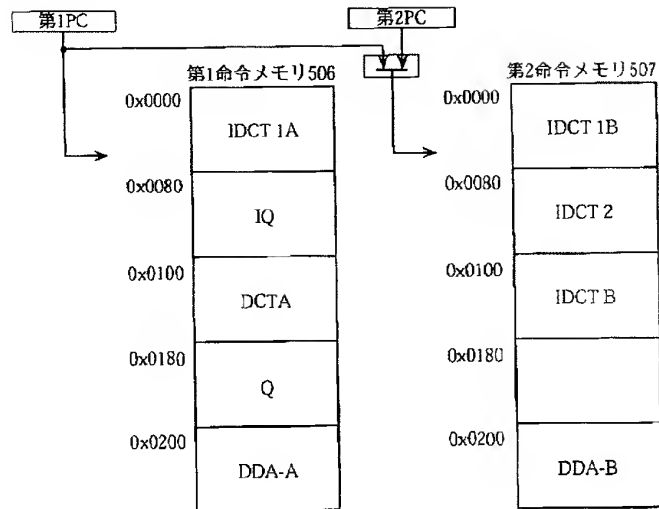 第1PC
第2PC
第1命令メモリ506
0x0000
IDCT 1A
0x0080
IQ
0x0100
DCTA
0x0180
Q
0x0200
DDA-A
第2命令メモリ507
0x0000
IDCT 1B
0x0080
IDCT 2
0x0100
IDCT B
0x0180
0x0200
DDA-B